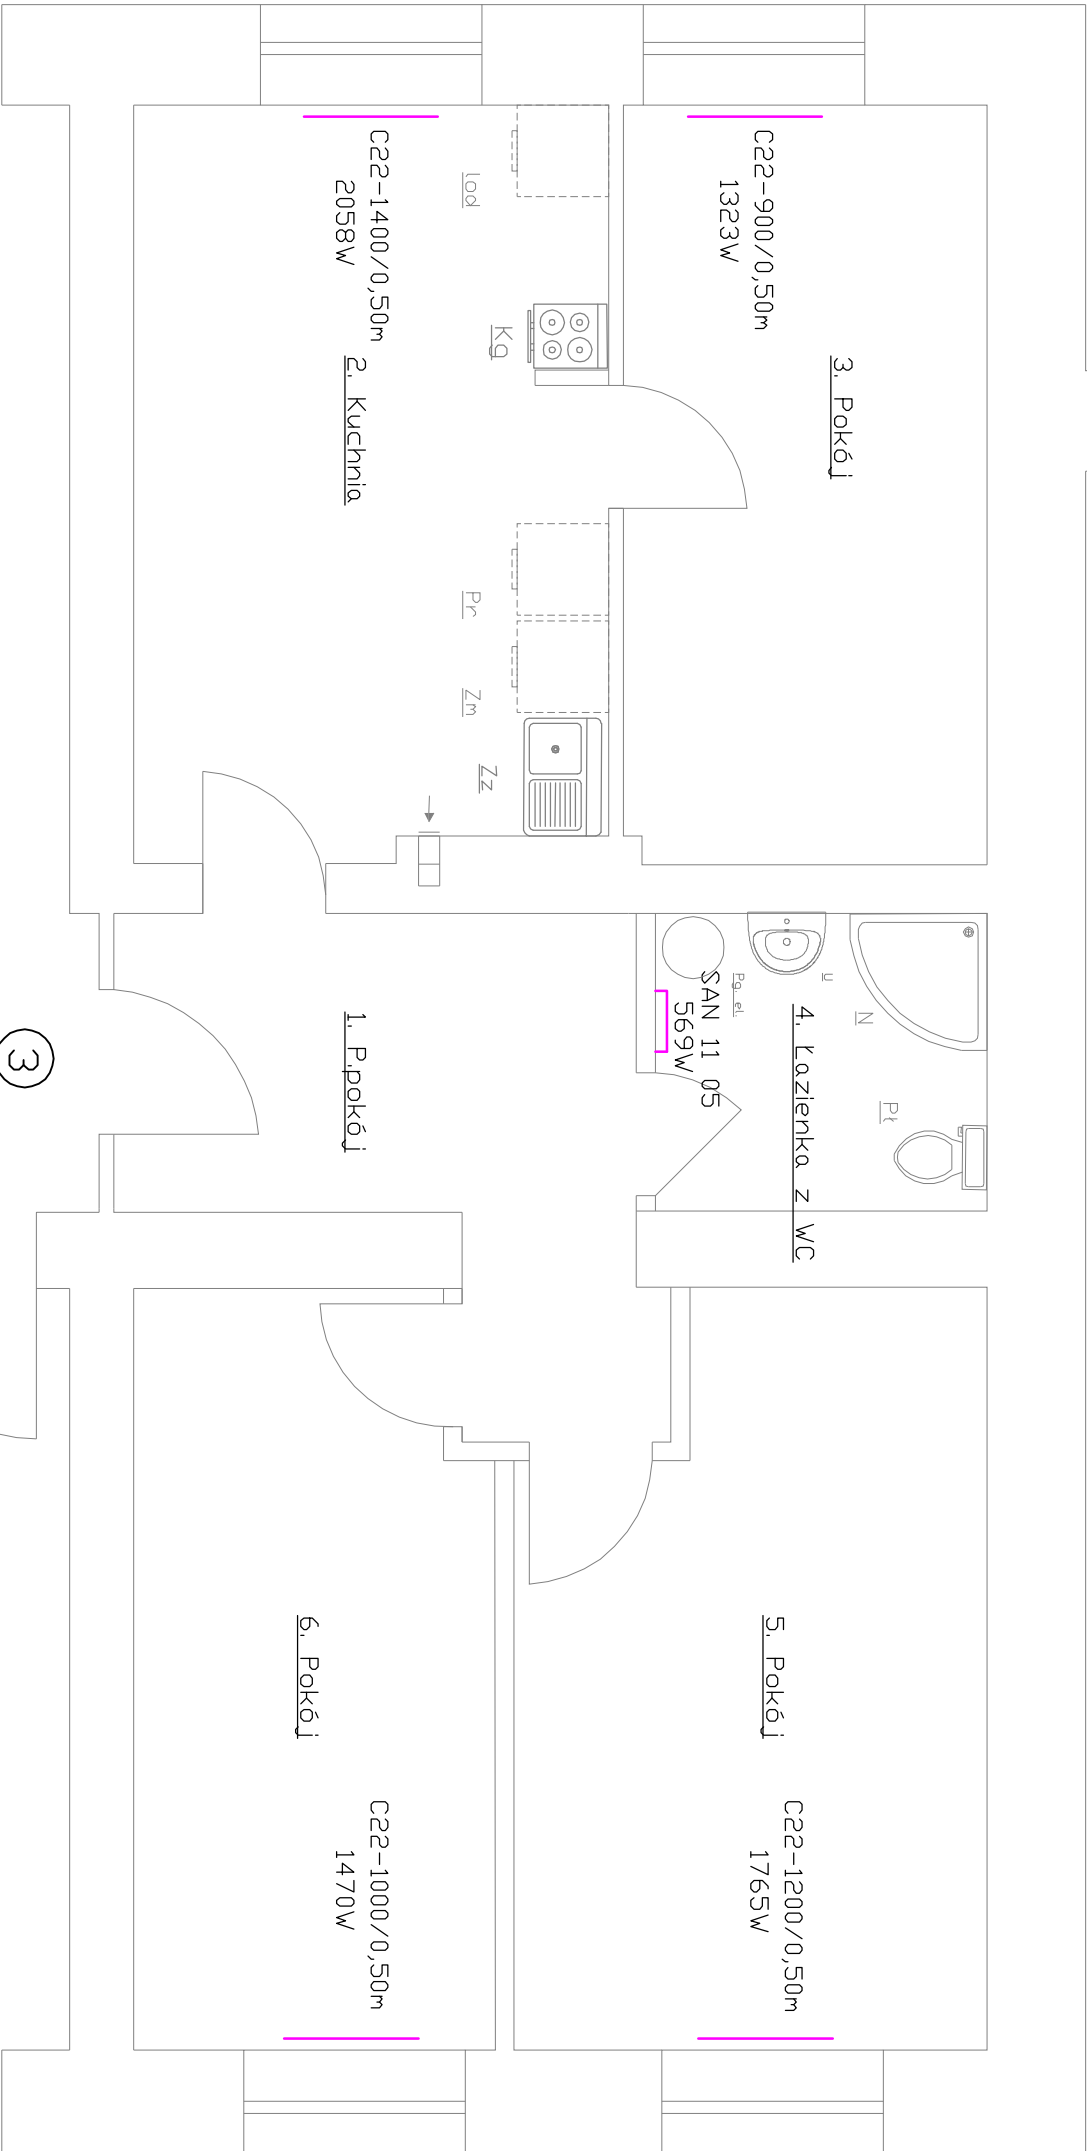 C22-1400/0,50m
2058W
lod
Kg
2. Kuchnia
Pr
Zm
Zz
C22-900/0,50m
1323W
3. Pokój
1. P.pokój
SAN 11 05
569W
Pg. el.
U
N
4. Łazienka z WC
Pł
3
6. Pokój
C22-1000/0,50m
1470W
5. Pokój
C22-1200/0,50m
1765W